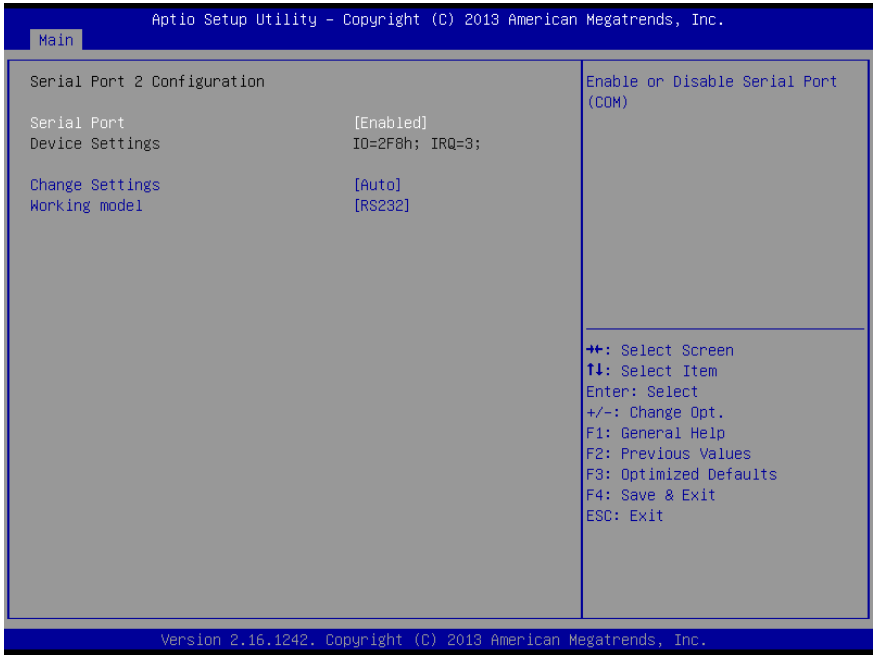 Aptio Setup Utility – Copyright (C) 2013 American Megatrends, Inc.
Main
Serial Port 2 Configuration
Serial Port [Enabled]
Device Settings IO=2F8h; IRQ=3;
Change Settings [Auto]
Working model [RS232]
Enable or Disable Serial Port
(COM)
→←: Select Screen
↑↓: Select Item
Enter: Select
+/-: Change Opt.
F1: General Help
F2: Previous Values
F3: Optimized Defaults
F4: Save & Exit
ESC: Exit
Version 2.16.1242. Copyright (C) 2013 American Megatrends, Inc.